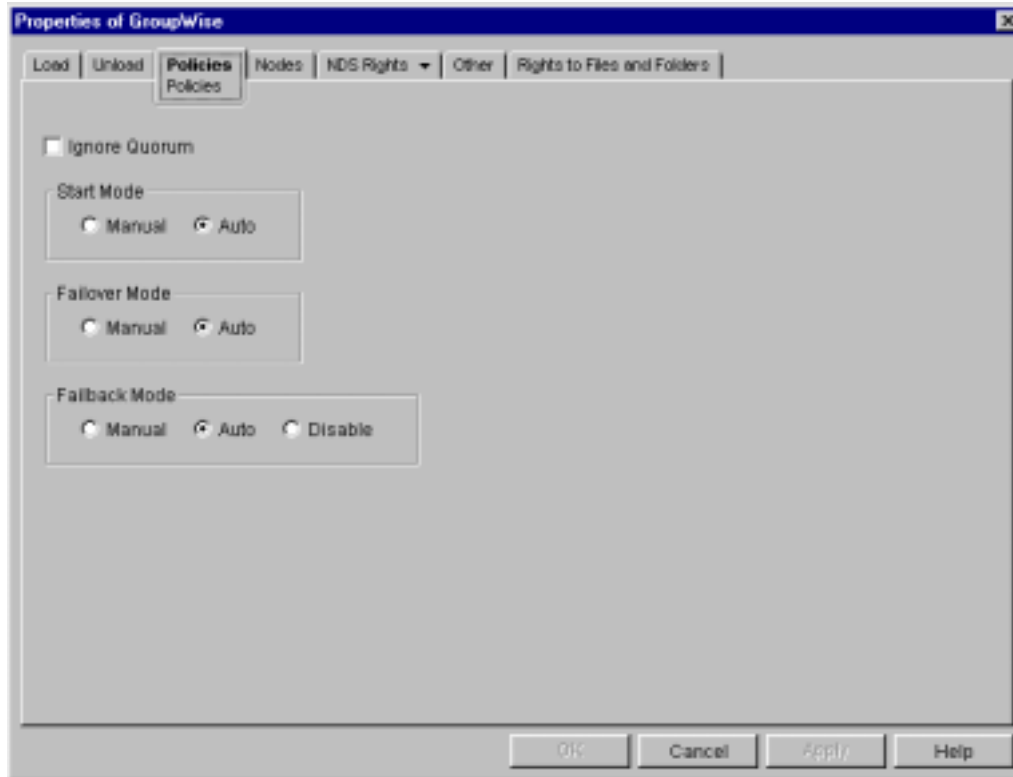 Properties of GroupWise
Load Unload Policies Nodes NDS Rights Other Rights to Files and Folders
Policies
Ignore Quorum
Start Mode
Manual Auto
Failover Mode
Manual Auto
Failback Mode
Manual Auto Disable
OK Cancel Apply Help